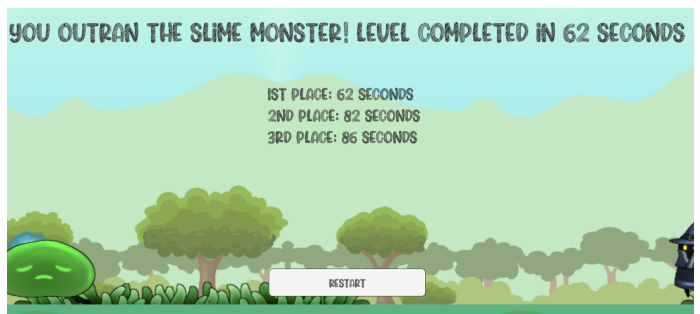 YOU OUTRAN THE SLIME MONSTER! LEVEL COMPLETED IN 62 SECONDS
1ST PLACE: 62 SECONDS
2ND PLACE: 82 SECONDS
3RD PLACE: 86 SECONDS
RESTART